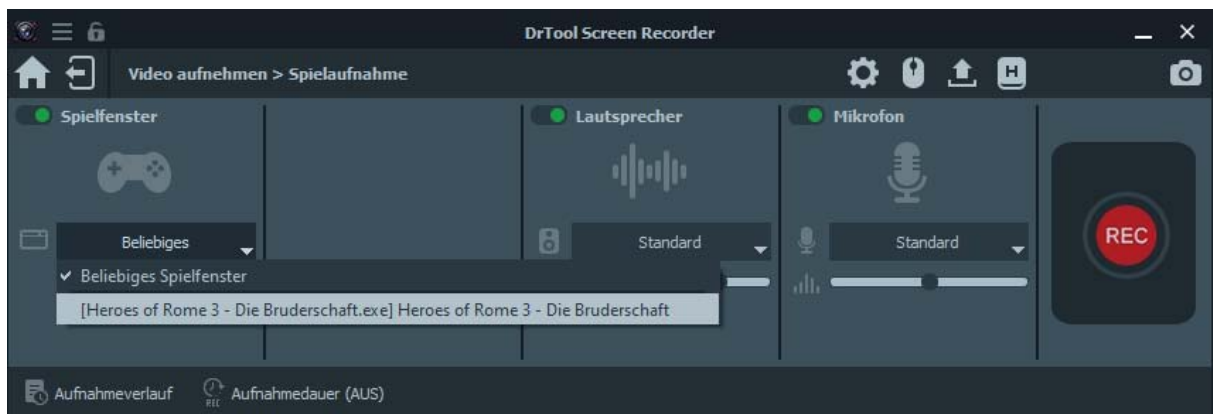 DrTool Screen Recorder
Video aufnehmen > Spielaufnahme
H
Spielfenster
Lautsprecher
Mikrofon
Beliebiges
Standard
Standard
REC
Beliebiges Spielfenster
[Heroes of Rome 3 - Die Bruderschaft.exe] Heroes of Rome 3 - Die Bruderschaft
Aufnahmeverlauf
REC
Aufnahmedauer (AUS)